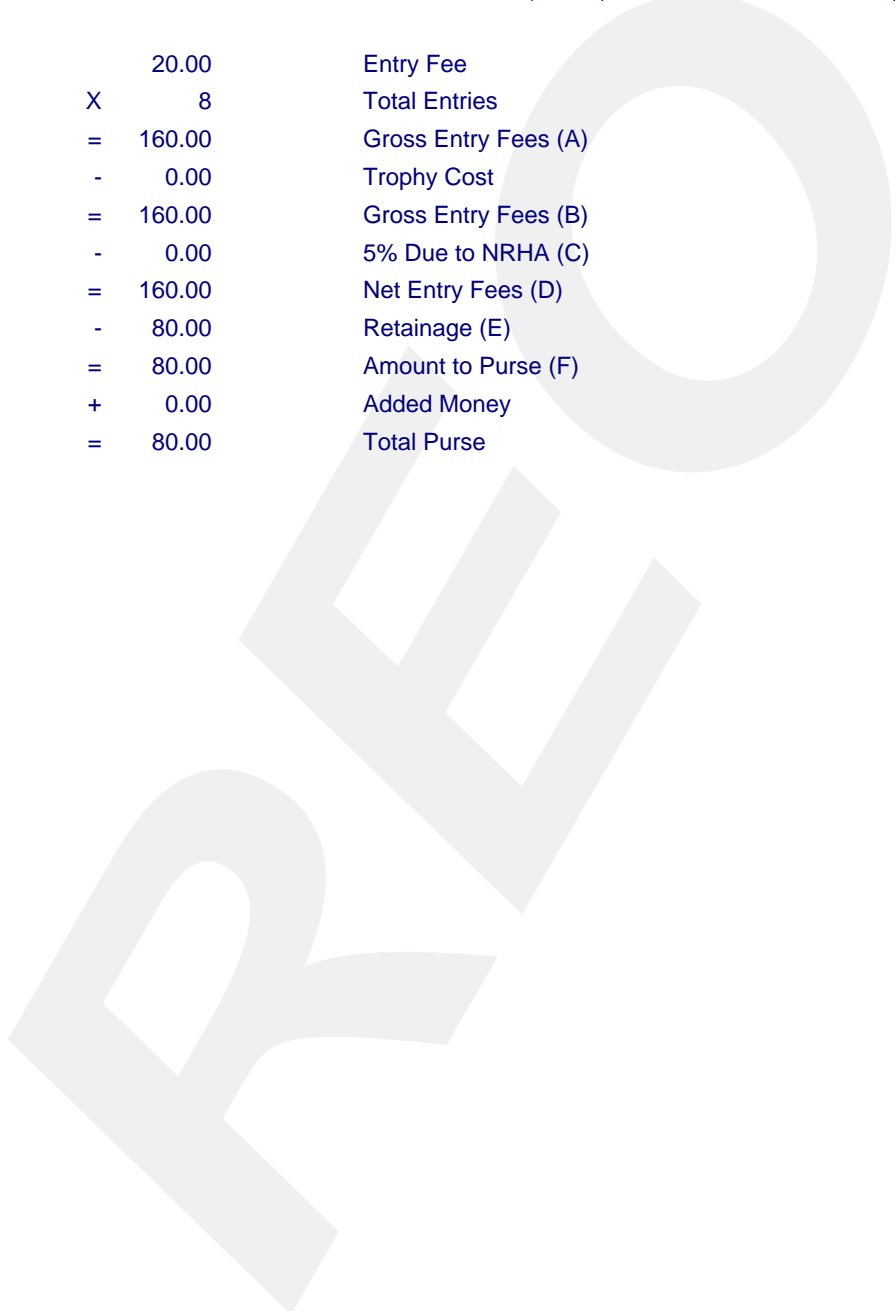 20.00 Entry Fee
X 8 Total Entries
= 160.00 Gross Entry Fees (A)
- 0.00 Trophy Cost
= 160.00 Gross Entry Fees (B)
- 0.00 5% Due to NRHA (C)
= 160.00 Net Entry Fees (D)
- 80.00 Retainage (E)
= 80.00 Amount to Purse (F)
+ 0.00 Added Money
= 80.00 Total Purse
REO